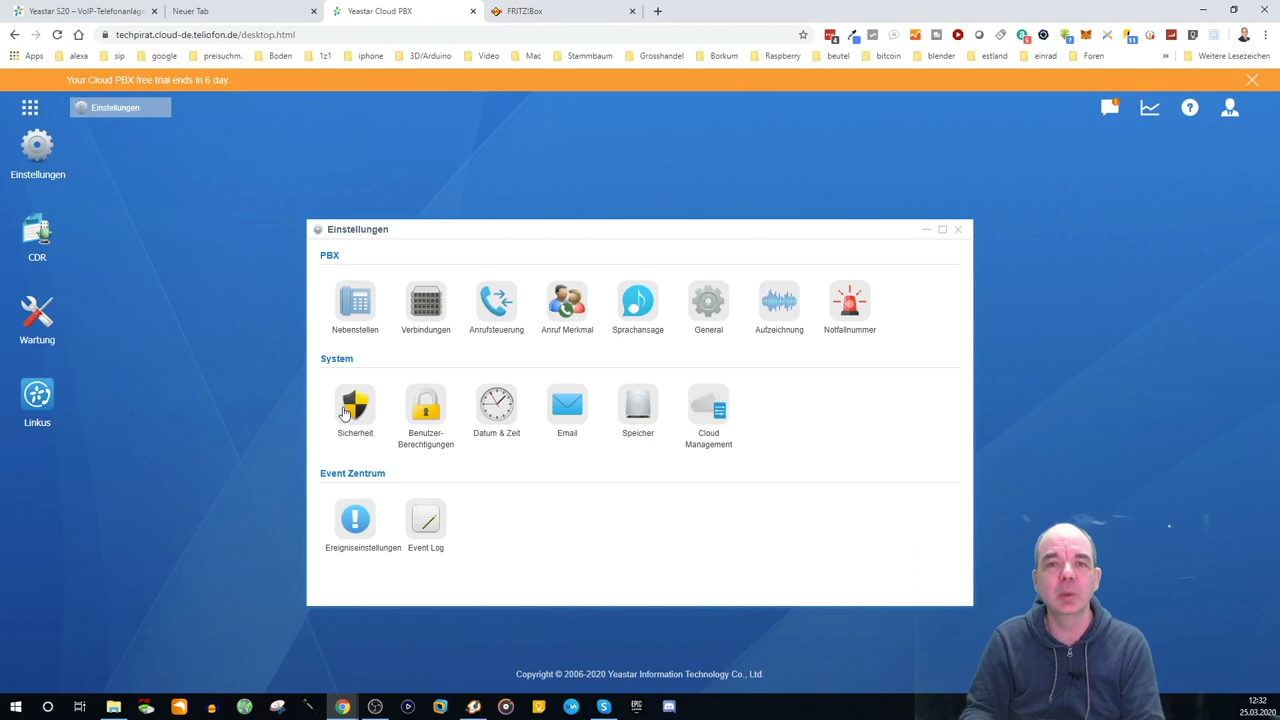 Yeastar S20 – VoIP-Telefonanlage
Neuer Tab
Yeastar Cloud PBX
FRITZ!Box
techpirat.cloud-de.teliofon.de/desktop.html
Apps
alexa
sip
google
preisuchm.
Boden
1z1
iphone
3D/Arduino
Video
Mac
Stammbaum
Grosshandel
Borkum
Raspberry
beutel
bitcoin
blender
estland
einrad
Foren
Weitere Lesezeichen
Your Cloud PBX free trial ends in 6 day.
Einstellungen
Einstellungen
CDR
Wartung
Linkus
Einstellungen
PBX
Nebenstellen
Verbindungen
Anrufsteuerung
Anruf Merkmal
Sprachansage
General
Aufzeichnung
Notfallnummer
System
Sicherheit
Benutzer-
Berechtigungen
Datum & Zeit
Email
Speicher
Cloud
Management
Event Zentrum
Ereigniseinstellungen
Event Log
Copyright © 2006-2020 Yeastar Information Technology Co., Ltd.
EPIC
GAMES
12:32
25.03.2020